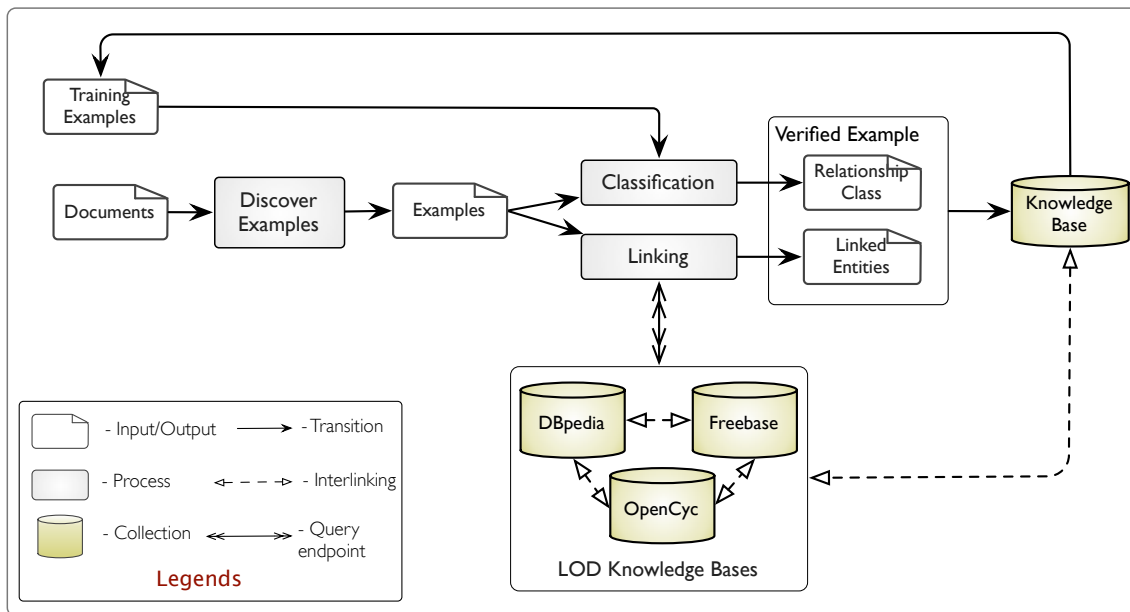 Training
Examples
Verified Example
Documents
Discover
Examples
Examples
Classification
Relationship
Class
Knowledge
Base
Linking
Linked
Entities
DBpedia
Freebase
OpenCyc
LOD Knowledge Bases
- Input/Output
- Transition
- Process
- Interlinking
- Collection
- Query
endpoint
Legends